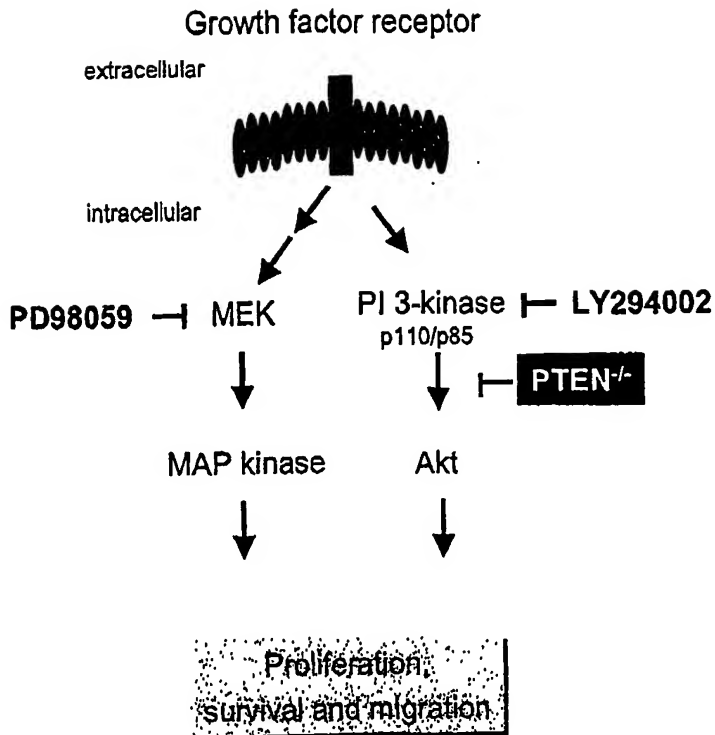 Growth factor receptor
extracellular
intracellular
PD98059
MEK
PI 3-kinase
p110/p85
LY294002
PTEN-/-
MAP kinase
Akt
Proliferation,
survival and migration